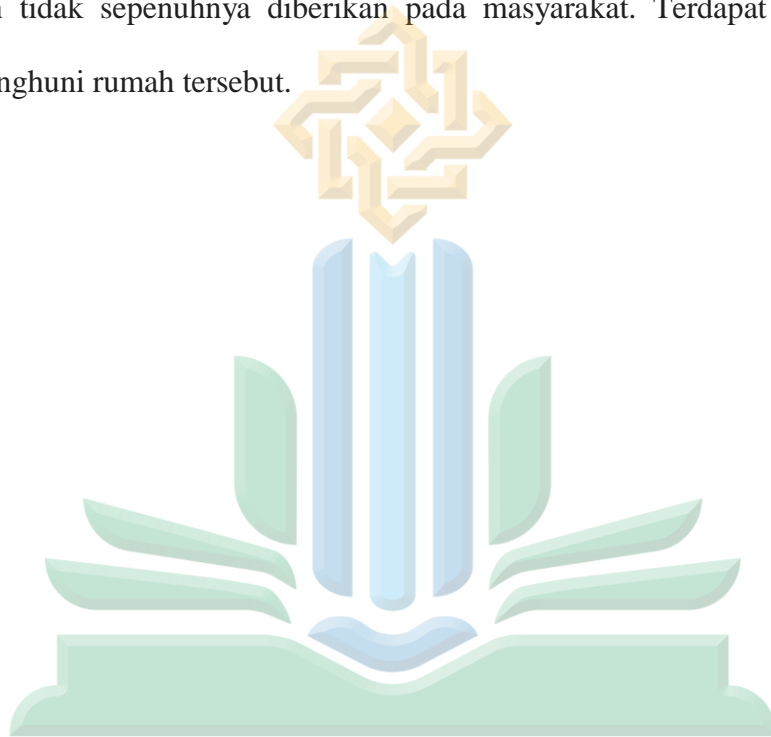 tidak sepenuhnya diberikan pada masyarakat. Terdapat
nghuni rumah tersebut.